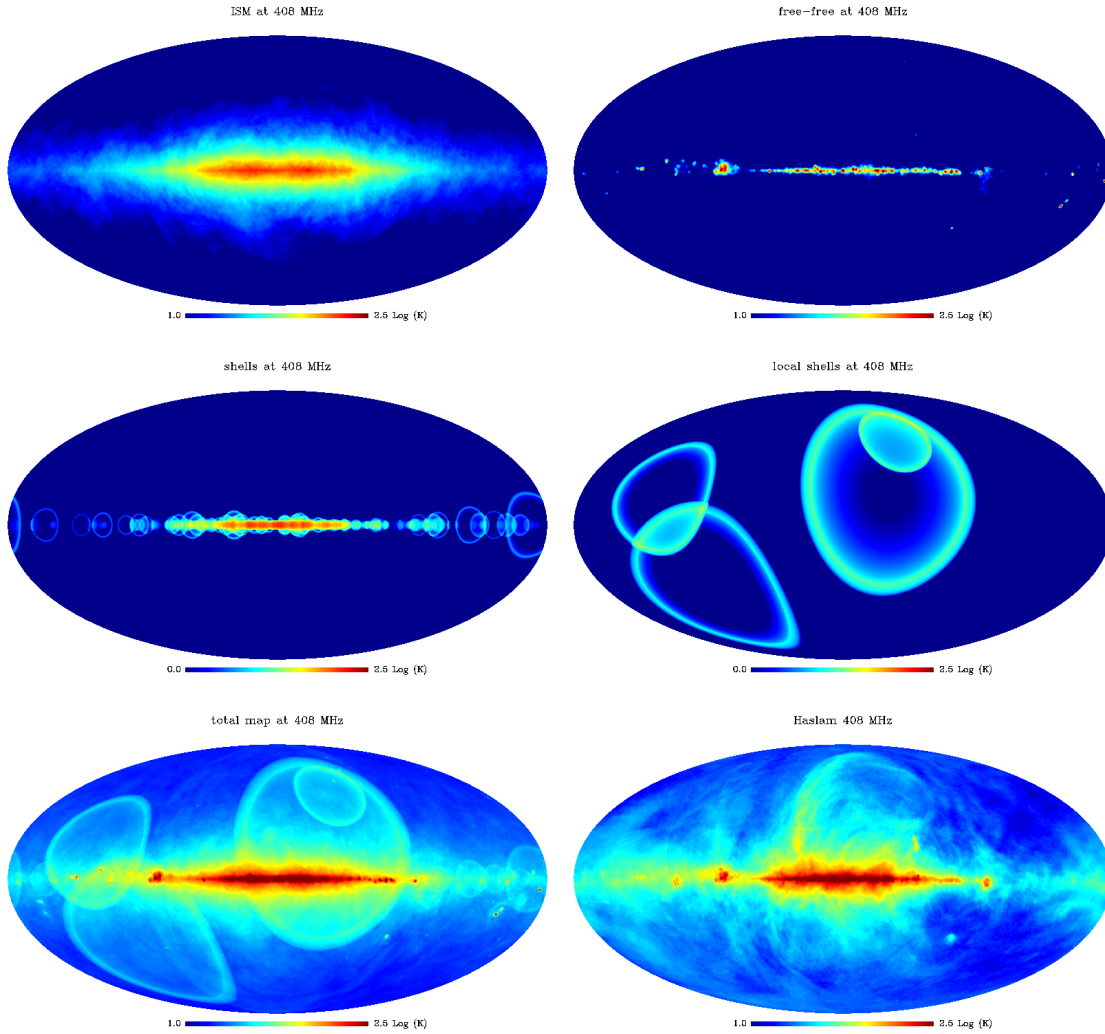 ISM at 408 MHz
free-free at 408 MHz
1.0 2.5 Log (K)
1.0 2.5 Log (K)
shells at 408 MHz
local shells at 408 MHz
0.0 2.5 Log (K)
0.0 2.5 Log (K)
total map at 408 MHz
Haslam 408 MHz
1.0 2.5 Log (K)
1.0 2.5 Log (K)